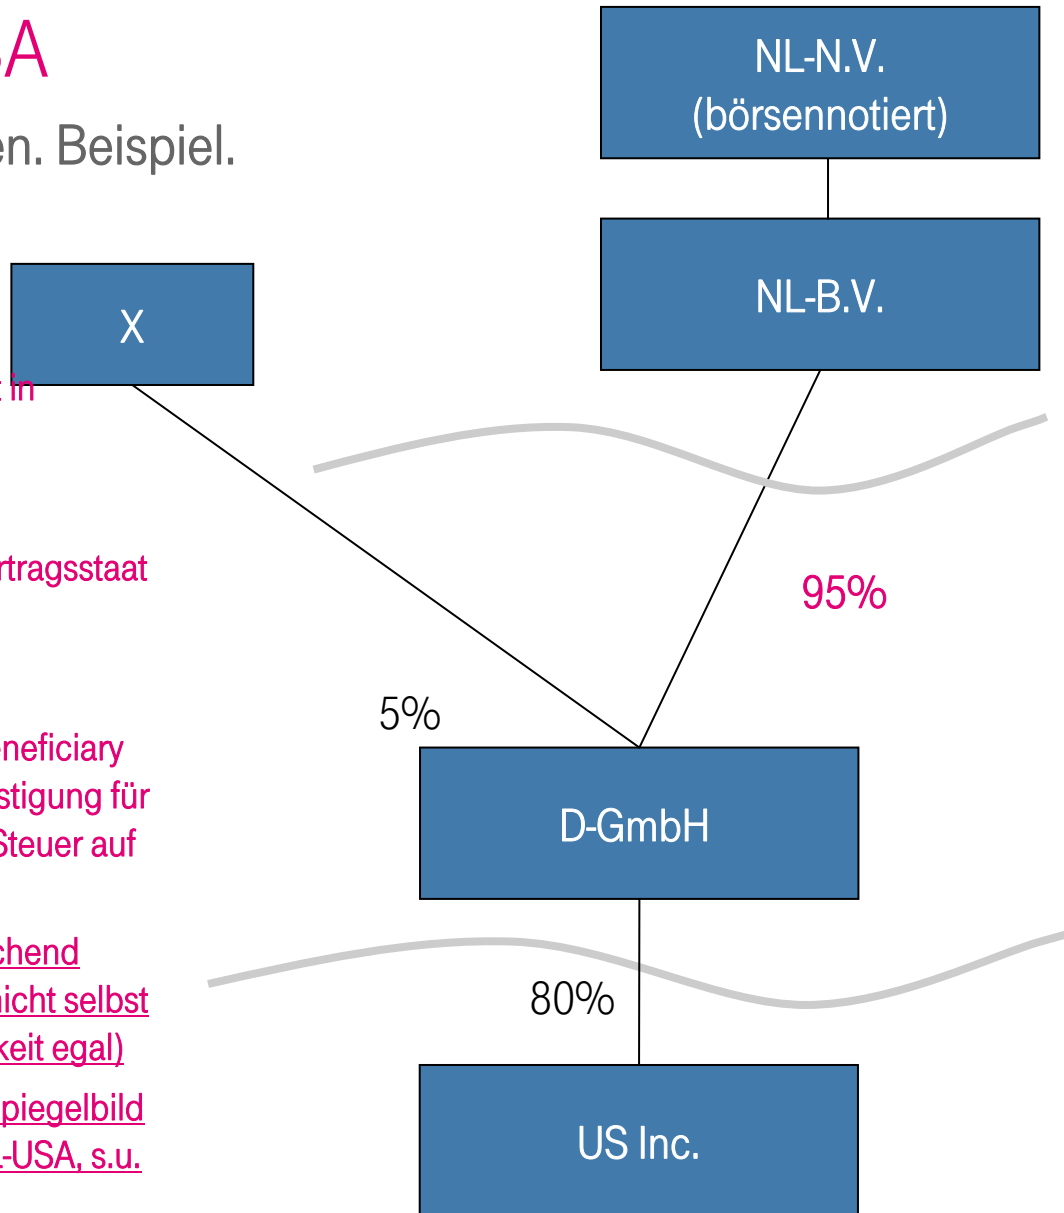 A
en. Beispiel.
NL-N.V.
(börsennotiert)
NL-B.V.
X
in
rtragsstaat
95%
5%
eneficiary
stigung für
Steuer auf
D-GmbH
chend
nicht selbst
keit egal)
80%
piegelbild
-USA, s.u.
US Inc.